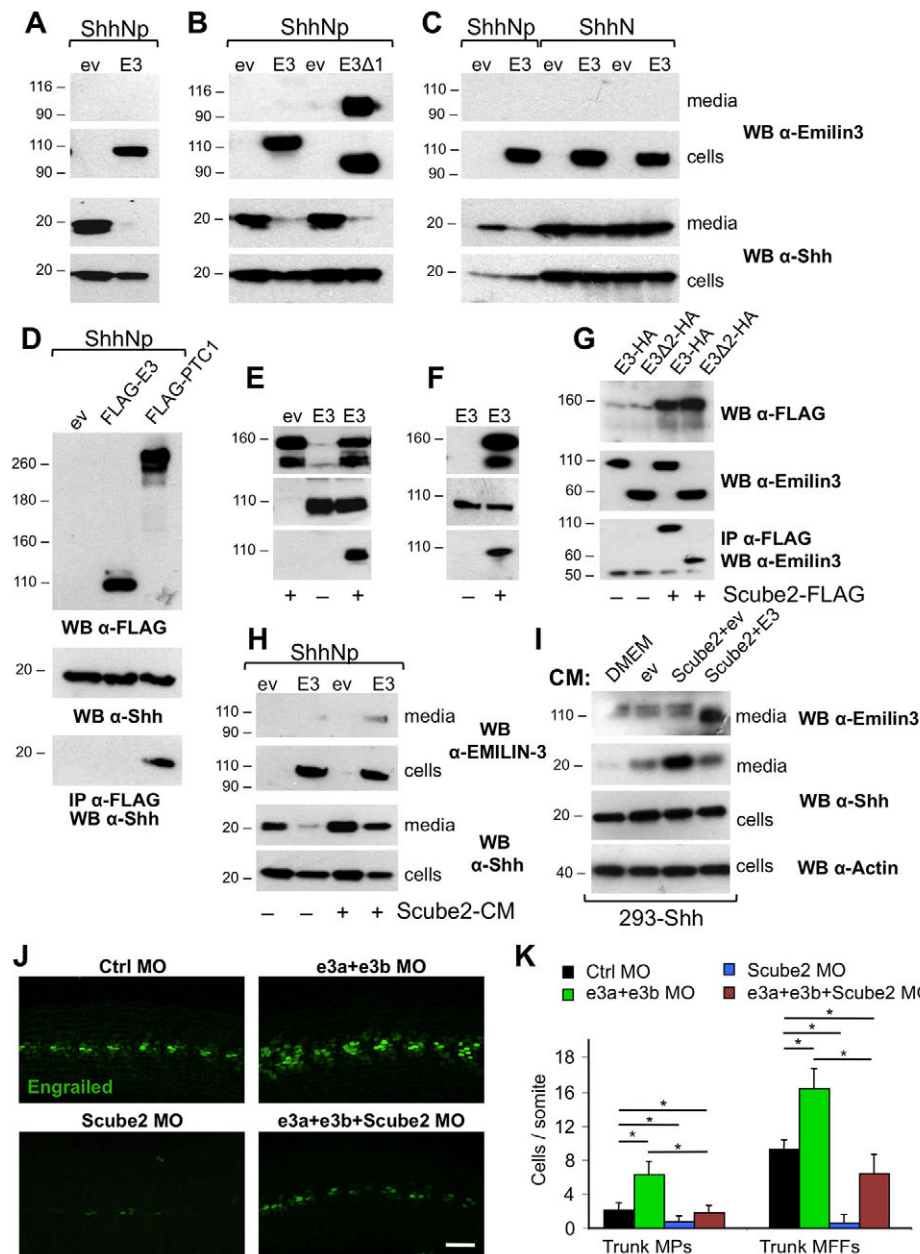 A
ShhNp
ev E3
116
90
110
90
20
20
B
ShhNp
ev E3 ev E3Δ1
116
90
110
90
20
20
C
ShhNp ShhN
ev E3 ev E3 ev E3
116
90
media
WB α-Emilin3
110
90
cells
20
media
WB α-Shh
20
cells
D
ShhNp
ev FLAG-E3 FLAG-PTC1
260
180
160
110
WB α-FLAG
20
WB α-Shh
20
IP α-FLAG
WB α-Shh
E
ev E3 E3
160
110
110
+ – +
F
E3 E3
160
110
110
– +
G
E3-HA E3Δ2-HA E3-HA E3Δ2-HA
160
WB α-FLAG
110
60
WB α-Emilin3
110
60
50
IP α-FLAG
WB α-Emilin3
– – + + Scube2-FLAG
H
ShhNp
ev E3 ev E3
110
90
media
WB
α-EMILIN-3
110
90
cells
20
media
WB
α-Shh
20
cells
– – + + Scube2-CM
I
CM: DMEM ev Scube2+ev Scube2+E3
110
media WB α-Emilin3
20
media
WB α-Shh
20
cells
40
cells WB α-Actin
293-Shh
J
Ctrl MO e3a+e3b MO
Engrailed
Scube2 MO e3a+e3b+Scube2 MO
K
Ctrl MO Scube2 MO
e3a+e3b MO e3a+e3b+Scube2 MO
Cells / somite
18
16
12
8
4
0
* * * *
* * * *
Trunk MPs Trunk MFFs